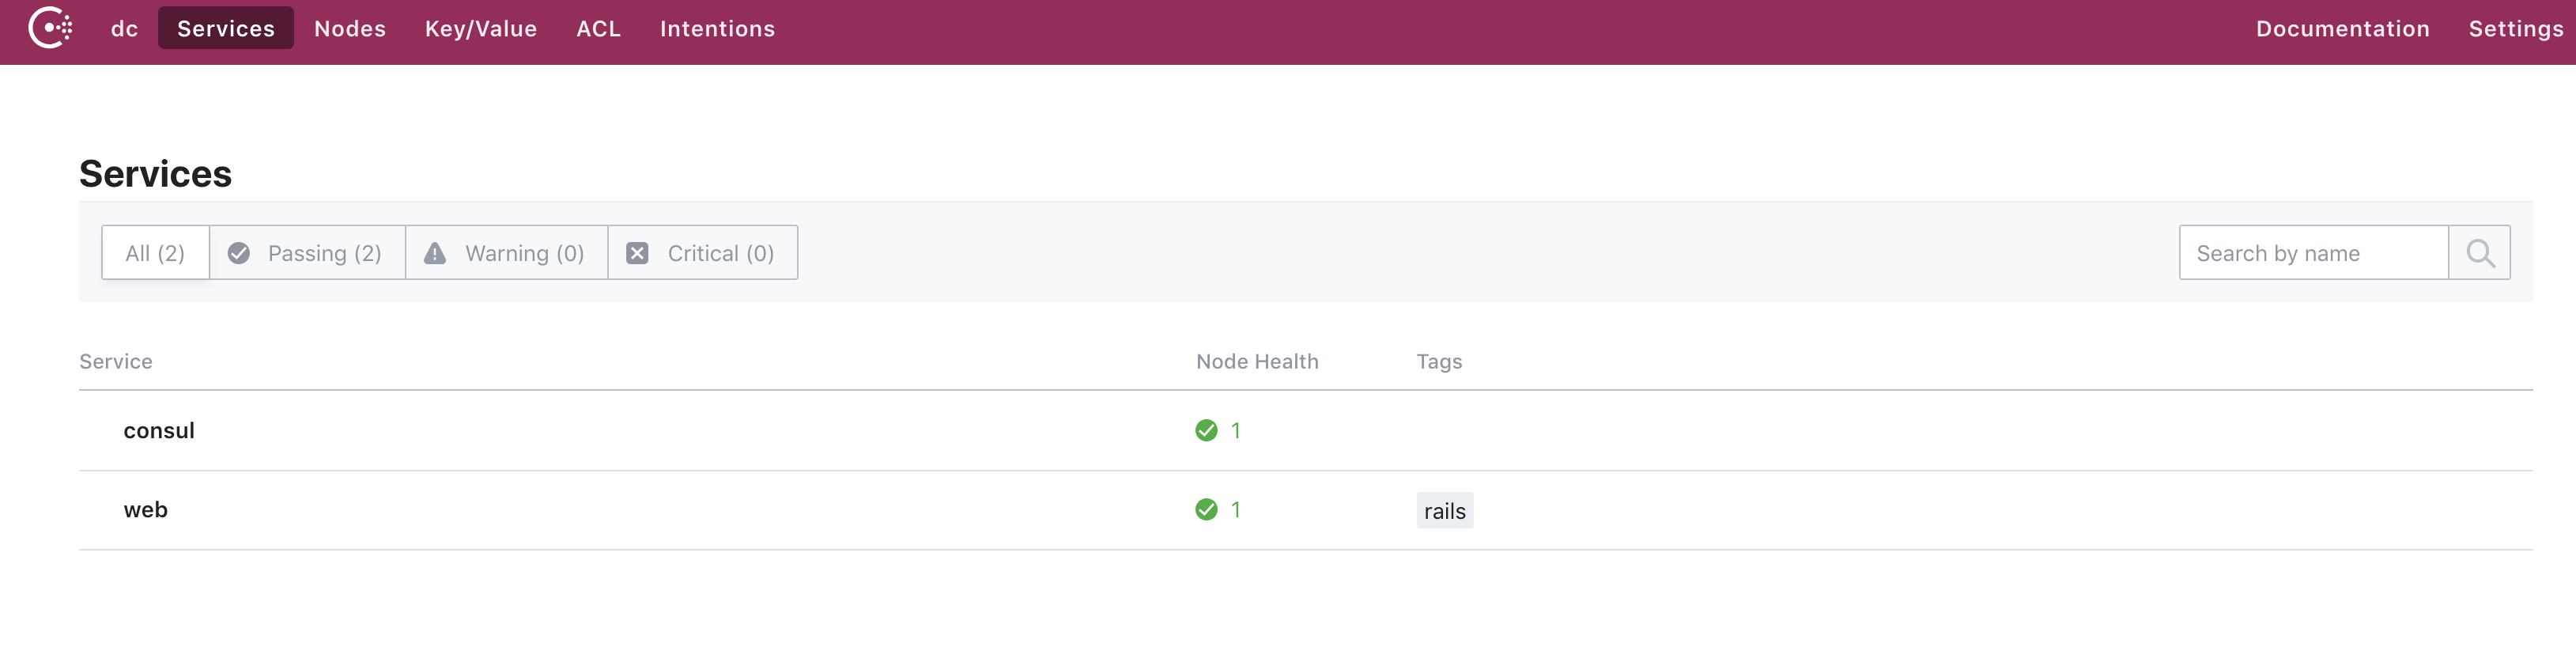 dc Services Nodes Key/Value ACL Intentions Documentation Settings
Services
All (2) Passing (2) Warning (0) Critical (0) Search by name
Service Node Health Tags
consul 1
web 1 rails